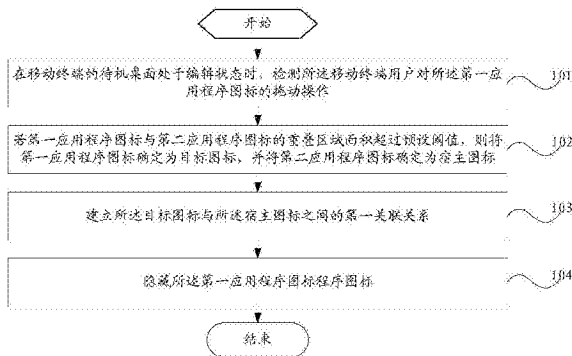 开始
在移动终端的待机桌面处于编辑状态时，检测所述移动终端用户对所述第一应
用程序图标的拖动操作
101
若第一应用程序图标与第二应用程序图标的重叠区域面积超过预设阈值，则将
第一应用程序图标确定为目标图标，并将第二应用程序图标确定为宿主图标
102
建立所述目标图标与所述宿主图标之间的第一关联关系
103
隐藏所述第一应用程序图标程序图标
104
结束